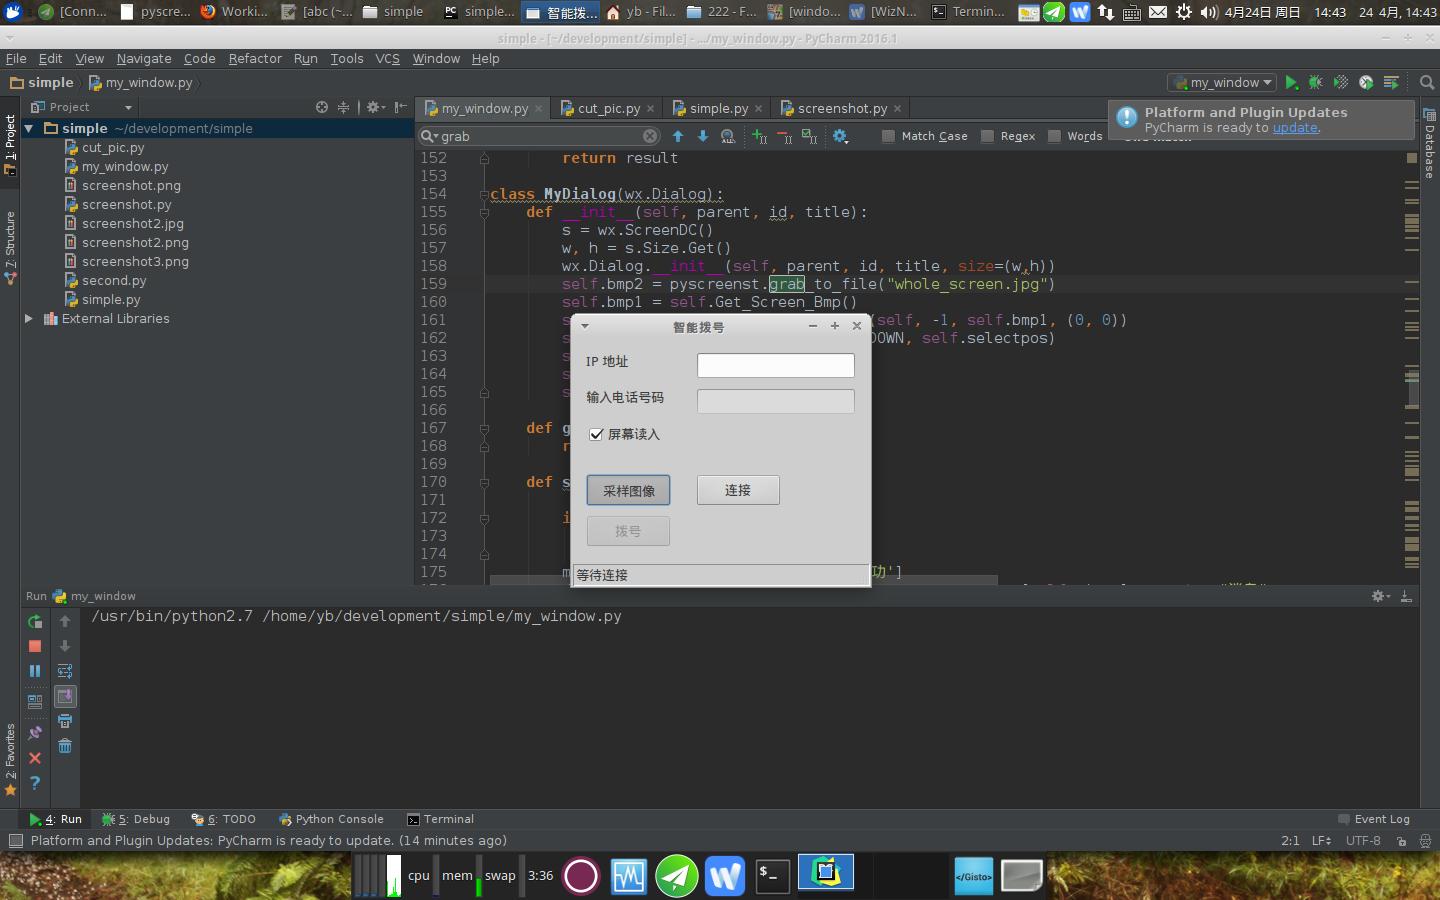 [Conn...
pyscre...
Worki...
[abc (~...
simple
simple...
智能拨...
yb - Fil...
222 - F...
[windo...
[WizN...
Termin...
4月24日 周日
14:43
24 4月, 14:43
simple - [~/development/simple] - .../my_window.py - PyCharm 2016.1
File Edit View Navigate Code Refactor Run Tools VCS Window Help
simple my_window.py
my_window
Project
my_window.py cut_pic.py simple.py screenshot.py
Platform and Plugin Updates
PyCharm is ready to update.
grab
Match Case Regex Words
1: Project
7: Structure
2: Favorites
Database
simple ~/development/simple
cut_pic.py
my_window.py
screenshot.png
screenshot.py
screenshot2.jpg
screenshot2.png
screenshot3.png
second.py
simple.py
External Libraries
152 return result
153
154 class MyDialog(wx.Dialog):
155 def __init__(self, parent, id, title):
156 s = wx.ScreenDC()
157 w, h = s.Size.Get()
158 wx.Dialog.__init__(self, parent, id, title, size=(w,h))
159 self.bmp2 = pyscreenst.grab_to_file("whole_screen.jpg")
160 self.bmp1 = self.Get_Screen_Bmp()
161 s (self, -1, self.bmp1, (0, 0))
162 s DOWN, self.selectpos)
163 s
164 s
165 s
166
167 def g
168 r
169
170 def s
171
172 i
173
174
175 m 功']
智能拨号
IP 地址
输入电话号码
屏幕读入
采样图像
连接
拨号
等待连接
Run my_window
/usr/bin/python2.7 /home/yb/development/simple/my_window.py
4: Run 5: Debug 6: TODO Python Console Terminal Event Log
Platform and Plugin Updates: PyCharm is ready to update. (14 minutes ago)
2:1 LF UTF-8
cpu mem swap 3:36
</Gisto>